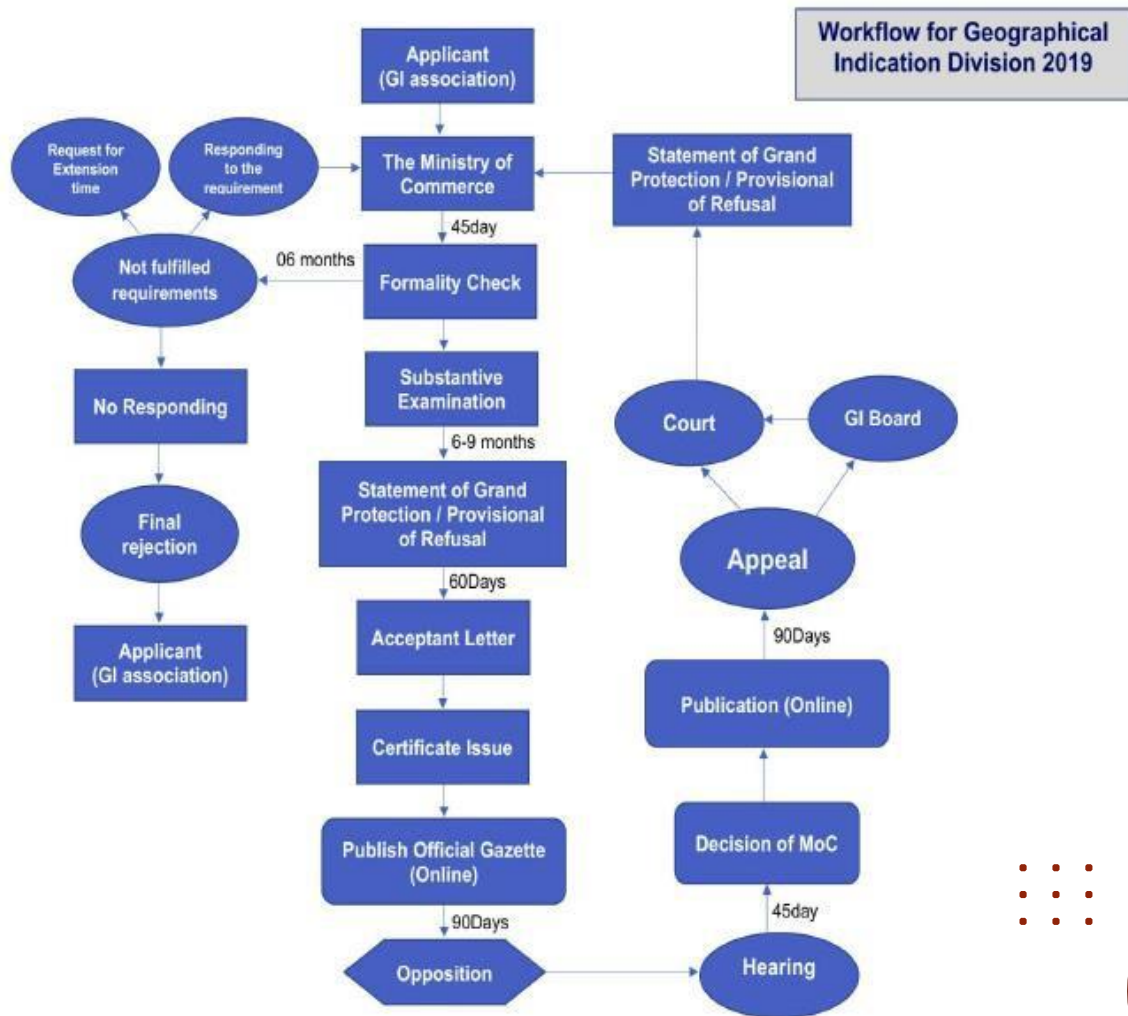 Workflow for Geographical
Indication Division 2019
Applicant
(GI association)
The Ministry of
Commerce
45day
Formality Check
06 months
Not fulfilled
requirements
Request for
Extension
time
Responding
to the
requirement
No Responding
Final
rejection
Applicant
(GI association)
Substantive
Examination
6-9 months
Statement of Grand
Protection / Provisional
of Refusal
60Days
Acceptant Letter
Certificate Issue
Publish Official Gazette
(Online)
90Days
Opposition
Hearing
45day
Decision of MoC
Publication (Online)
90Days
Appeal
Court
GI Board
Statement of Grand
Protection / Provisional
of Refusal